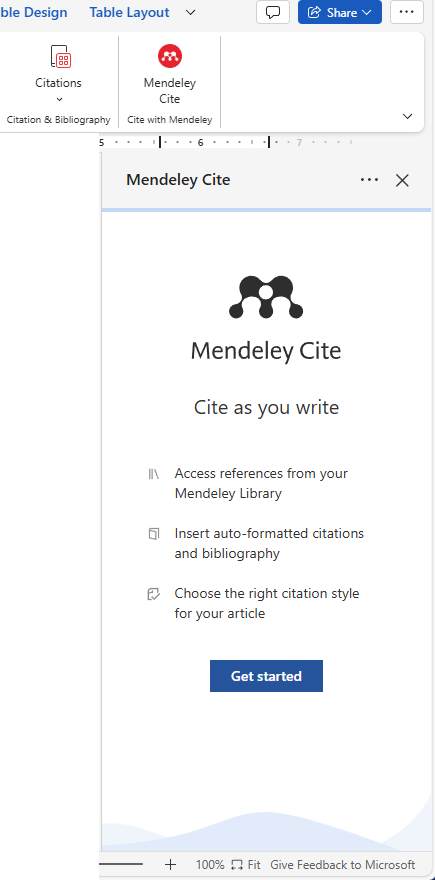 ble Design Table Layout
Share
Citations
Mendeley
Cite
Citation & Bibliography
Cite with Mendeley
5 6 7
Mendeley Cite
Mendeley Cite
Cite as you write
Access references from your
Mendeley Library
Insert auto-formatted citations
and bibliography
Choose the right citation style
for your article
Get started
100% Fit Give Feedback to Microsoft